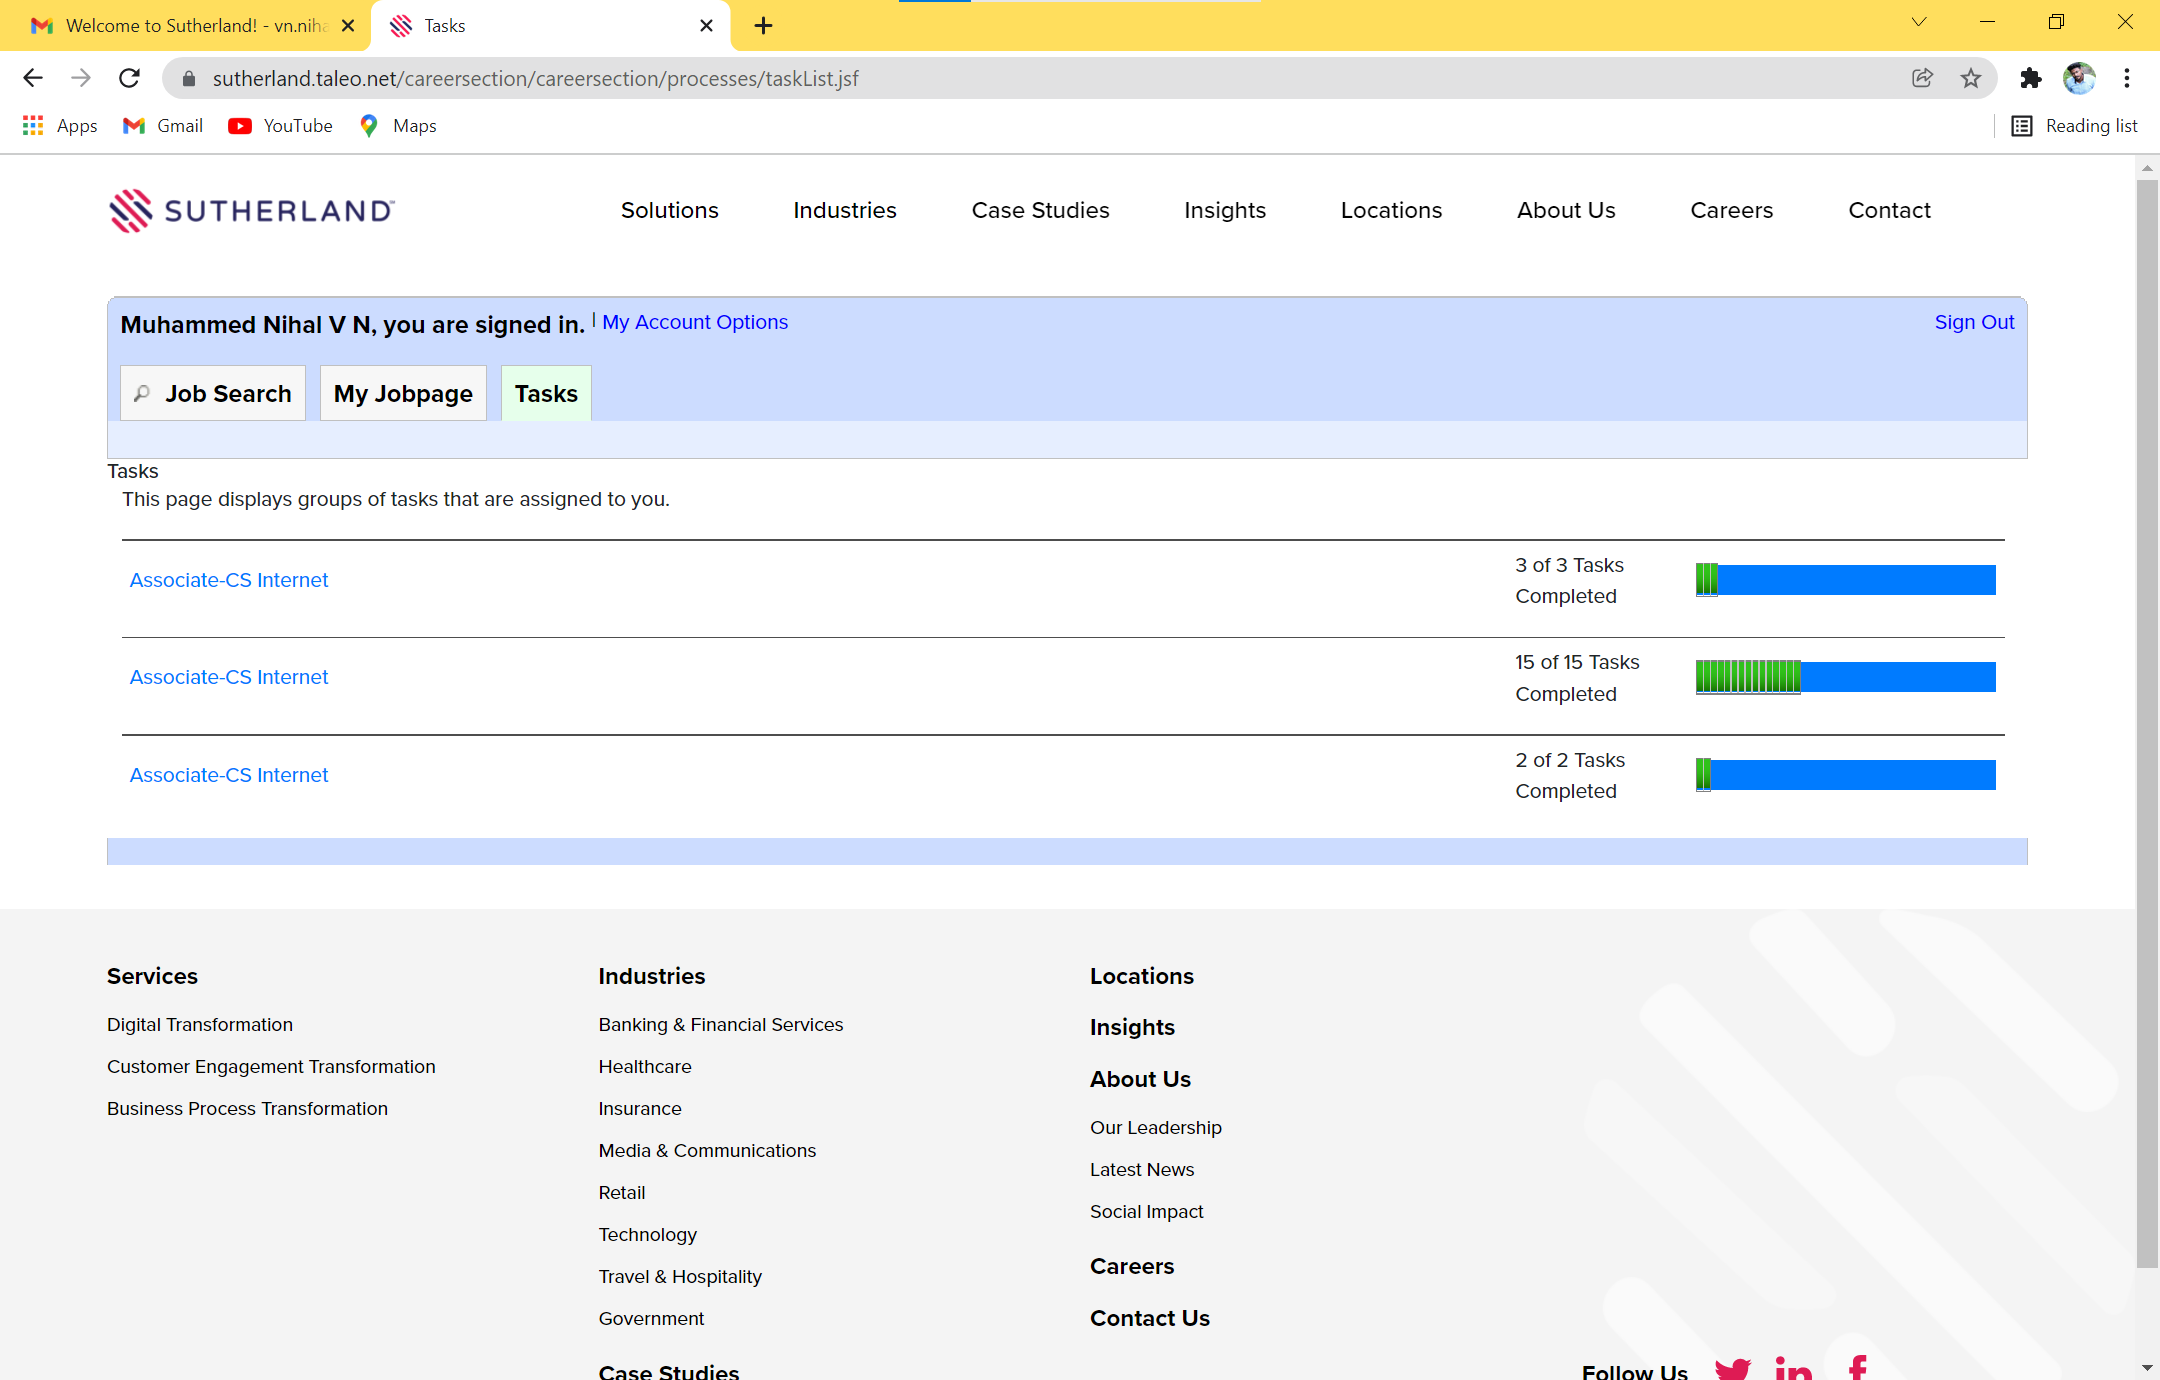 Welcome to Sutherland! - vn.niha
Tasks
sutherland.taleo.net/careersection/careersection/processes/taskList.jsf
Apps
Gmail
YouTube
Maps
Reading list
SUTHERLAND
Solutions
Industries
Case Studies
Insights
Locations
About Us
Careers
Contact
Muhammed Nihal V N, you are signed in.
My Account Options
Sign Out
Job Search
My Jobpage
Tasks
Tasks
This page displays groups of tasks that are assigned to you.
Associate-CS Internet
3 of 3 Tasks
Completed
Associate-CS Internet
15 of 15 Tasks
Completed
Associate-CS Internet
2 of 2 Tasks
Completed
Services
Digital Transformation
Customer Engagement Transformation
Business Process Transformation
Industries
Banking & Financial Services
Healthcare
Insurance
Media & Communications
Retail
Technology
Travel & Hospitality
Government
Case Studies
Locations
Insights
About Us
Our Leadership
Latest News
Social Impact
Careers
Contact Us
Follow Us